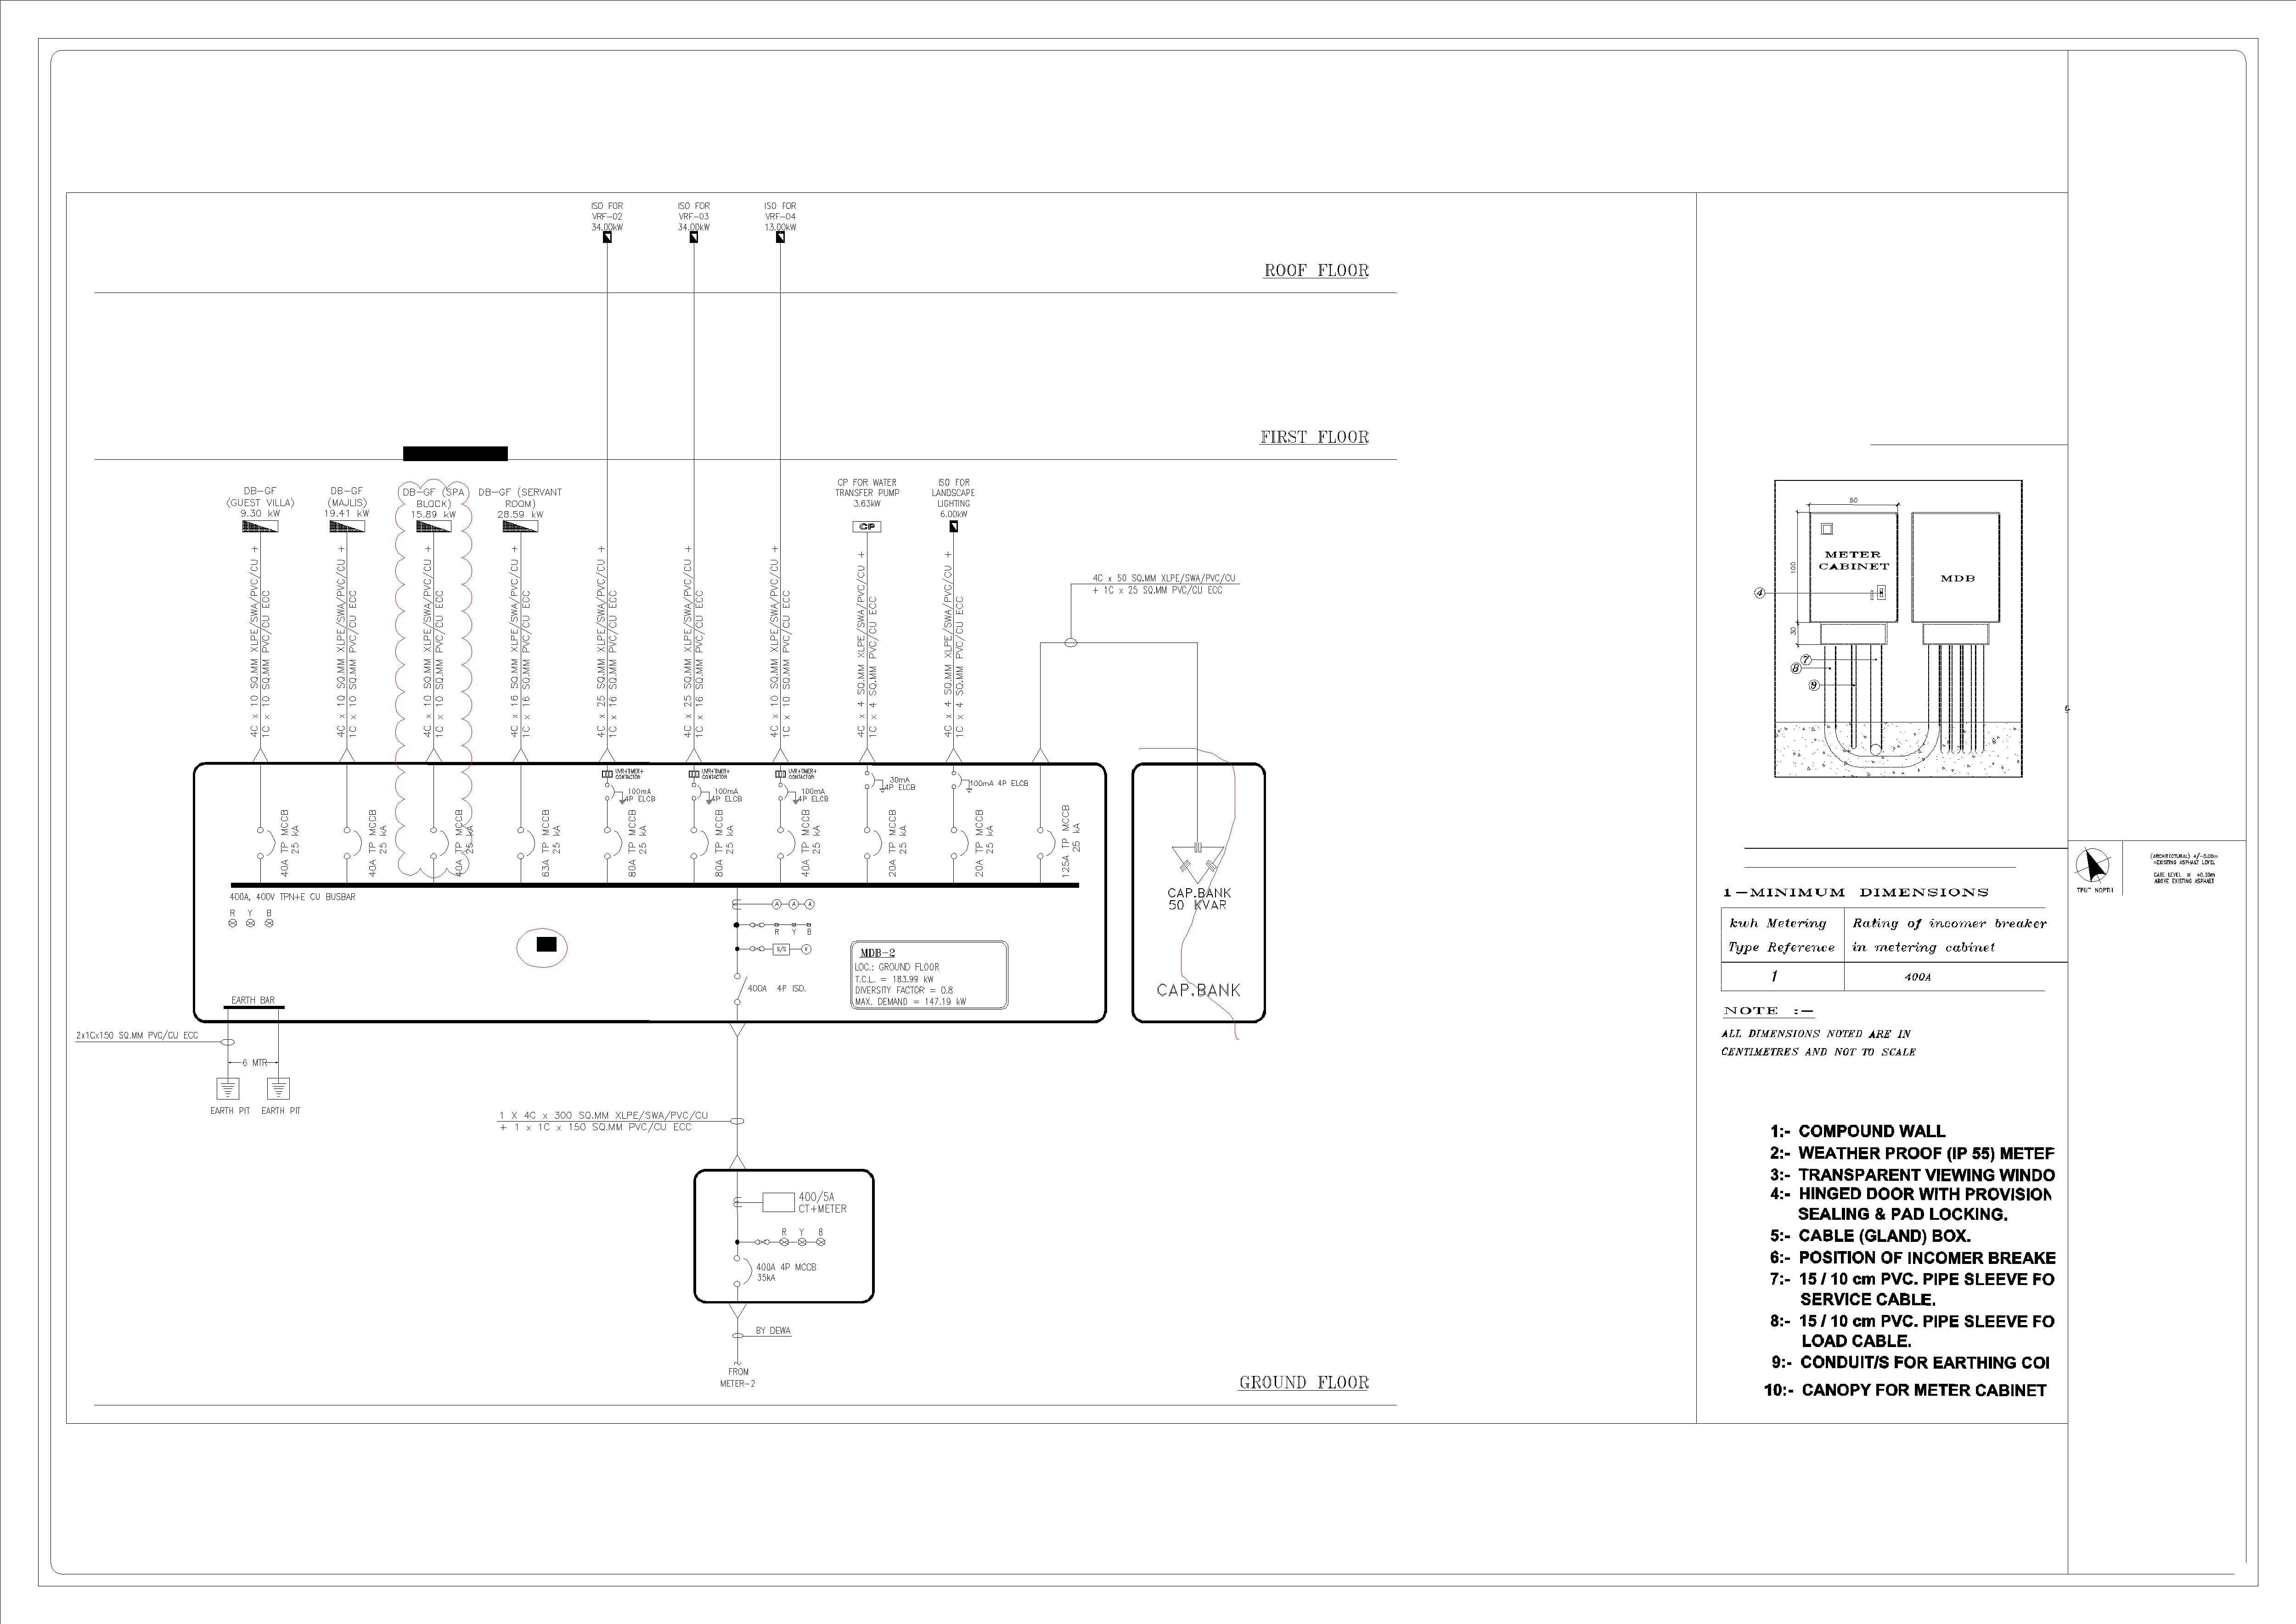 ISO FOR
VRF-02
34.00kW
ISO FOR
VRF-03
34.00kW
ISO FOR
VRF-04
13.00kW
ROOF FLOOR
FIRST FLOOR
DB-GF
(GUEST VILLA)
9.30 kW
DB-GF
(MAJLIS)
19.41 kW
DB-GF (SPA
BLOCK)
15.89 kW
DB-GF (SERVANT
ROOM)
28.59 kW
CP FOR WATER
TRANSFER PUMP
3.63kW
CP
ISO FOR
LANDSCAPE
LIGHTING
6.00kW
4C x 10 SQ.MM XLPE/SWA/PVC/CU +
1C x 10 SQ.MM PVC/CU ECC
4C x 10 SQ.MM XLPE/SWA/PVC/CU +
1C x 10 SQ.MM PVC/CU ECC
4C x 10 SQ.MM XLPE/SWA/PVC/CU +
1C x 10 SQ.MM PVC/CU ECC
4C x 16 SQ.MM XLPE/SWA/PVC/CU +
1C x 16 SQ.MM PVC/CU ECC
4C x 25 SQ.MM XLPE/SWA/PVC/CU +
1C x 16 SQ.MM PVC/CU ECC
4C x 25 SQ.MM XLPE/SWA/PVC/CU +
1C x 16 SQ.MM PVC/CU ECC
4C x 10 SQ.MM XLPE/SWA/PVC/CU +
1C x 10 SQ.MM PVC/CU ECC
4C x 4 SQ.MM XLPE/SWA/PVC/CU +
1C x 4 SQ.MM PVC/CU ECC
4C x 4 SQ.MM XLPE/SWA/PVC/CU +
1C x 4 SQ.MM PVC/CU ECC
4C x 50 SQ.MM XLPE/SWA/PVC/CU
+ 1C x 25 SQ.MM PVC/CU ECC
UVR+TIMER+
CONTACTOR
100mA
4P ELCB
UVR+TIMER+
CONTACTOR
100mA
4P ELCB
UVR+TIMER+
CONTACTOR
100mA
4P ELCB
30mA
4P ELCB
100mA 4P ELCB
40A TP MCCB
25 kA
40A TP MCCB
25 kA
40A TP MCCB
25 kA
63A TP MCCB
25 kA
80A TP MCCB
25 kA
80A TP MCCB
25 kA
40A TP MCCB
25 kA
20A TP MCCB
25 kA
20A TP MCCB
25 kA
125A TP MCCB
25 kA
CAP.BANK
50 KVAR
CAP.BANK
400A, 400V TPN+E CU BUSBAR
R Y B
A A A
R Y B
S/S V
400A 4P ISO.
MDB-2
LOC.: GROUND FLOOR
T.C.L. = 183.99 kW
DIVERSITY FACTOR = 0.8
MAX. DEMAND = 147.19 kW
EARTH BAR
2x1Cx150 SQ.MM PVC/CU ECC
6 MTR
EARTH PIT EARTH PIT
1 X 4C x 300 SQ.MM XLPE/SWA/PVC/CU
+ 1 x 1C x 150 SQ.MM PVC/CU ECC
400/5A
CT+METER
R Y B
400A 4P MCCB
35kA
BY DEWA
FROM
METER-2
GROUND FLOOR
80
100
30
METER
CABINET
MDB
4
7
8
9
1-MINIMUM DIMENSIONS
kwh Metering
Type Reference
Rating of incomer breaker
in metering cabinet
1
400A
NOTE :-
ALL DIMENSIONS NOTED ARE IN
CENTIMETRES AND NOT TO SCALE
1:- COMPOUND WALL
2:- WEATHER PROOF (IP 55) METER
3:- TRANSPARENT VIEWING WINDO
4:- HINGED DOOR WITH PROVISION
SEALING & PAD LOCKING.
5:- CABLE (GLAND) BOX.
6:- POSITION OF INCOMER BREAKE
7:- 15 / 10 cm PVC. PIPE SLEEVE FO
SERVICE CABLE.
8:- 15 / 10 cm PVC. PIPE SLEEVE FO
LOAD CABLE.
9:- CONDUIT/S FOR EARTHING CO
10:- CANOPY FOR METER CABINET
NORTH
(ARCHITECTURAL) +/-0.00m
=EXISTING ASPHALT LEVEL
GATE LEVEL = +0.30m
ABOVE EXISTING ASPHALT